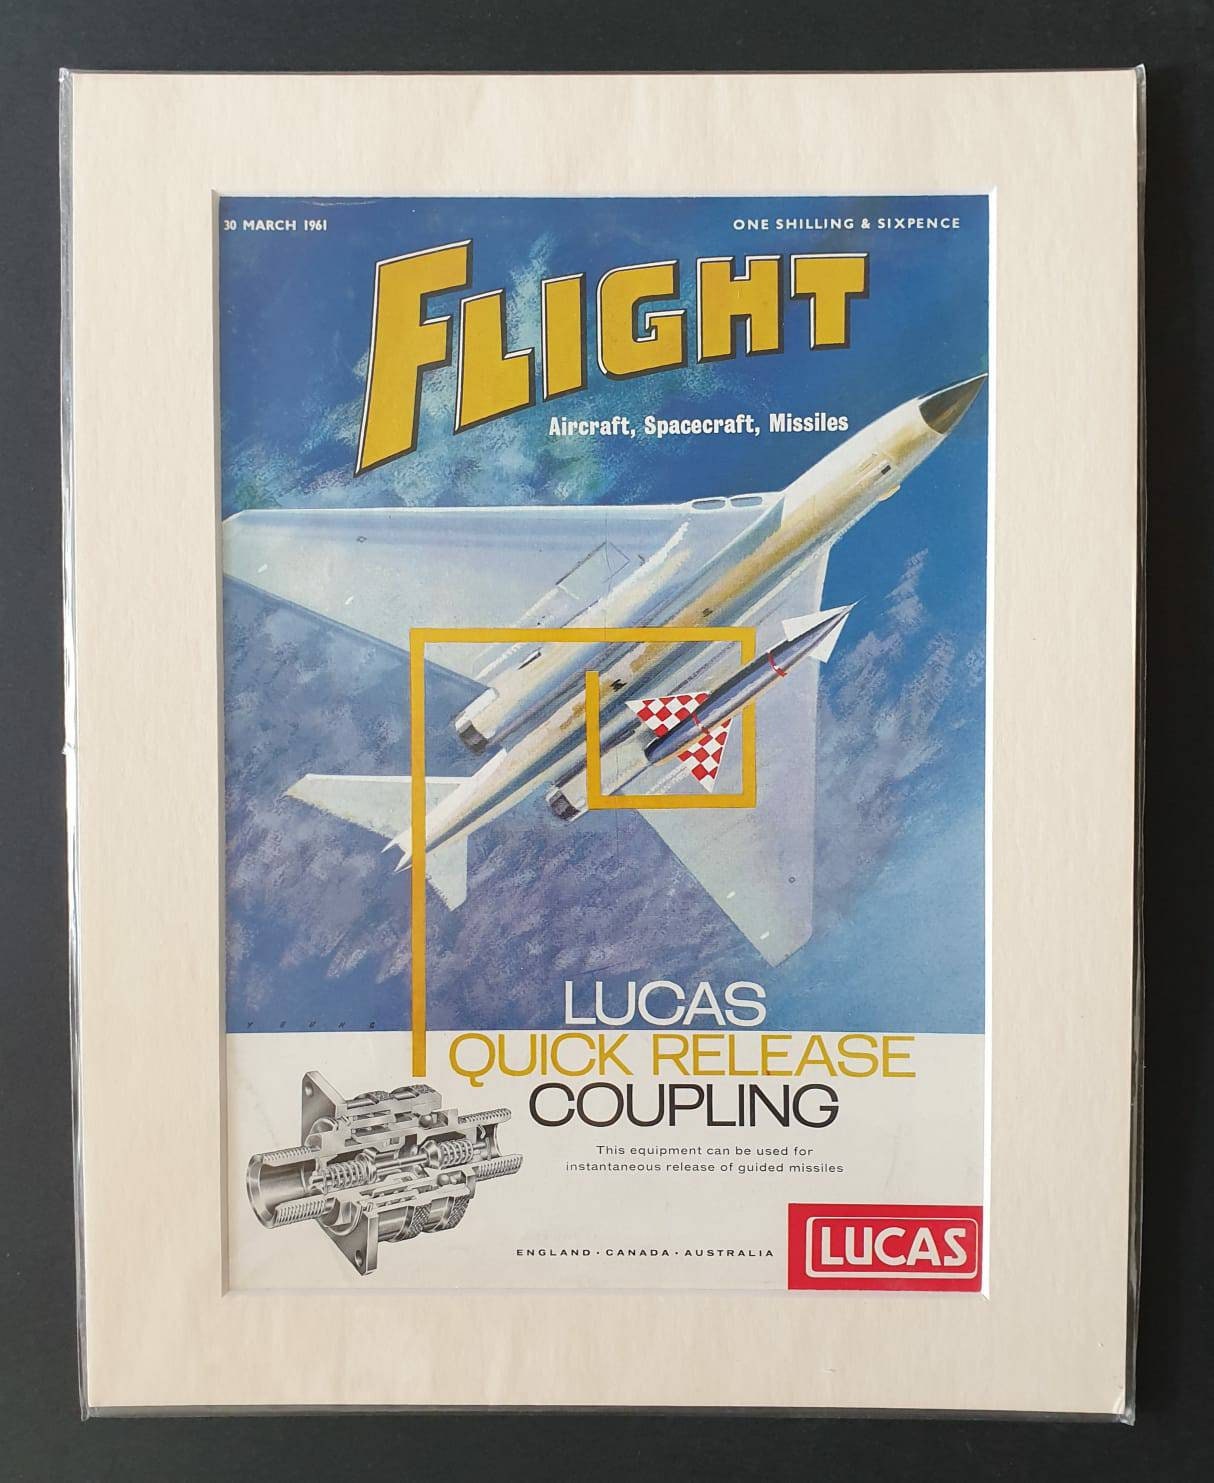 30 MARCH 1961
ONE SHILLING & SIXPENCE
FLIGHT
Aircraft, Spacecraft, Missiles
YOUNG
LUCAS
QUICK RELEASE
COUPLING
This equipment can be used for
instantaneous release of guided missiles
ENGLAND · CANADA · AUSTRALIA
LUCAS